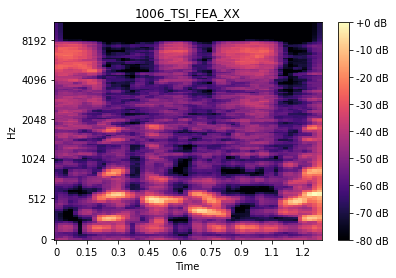 1006_TSI_FEA_XX
+0 dB
8192
-10 dB
4096
-20 dB
-30 dB
2048
Hz
-40 dB
1024
-50 dB
512
-60 dB
-70 dB
0
-80 dB
0 0.15 0.3 0.45 0.6 0.75 0.9 1.1 1.2
Time